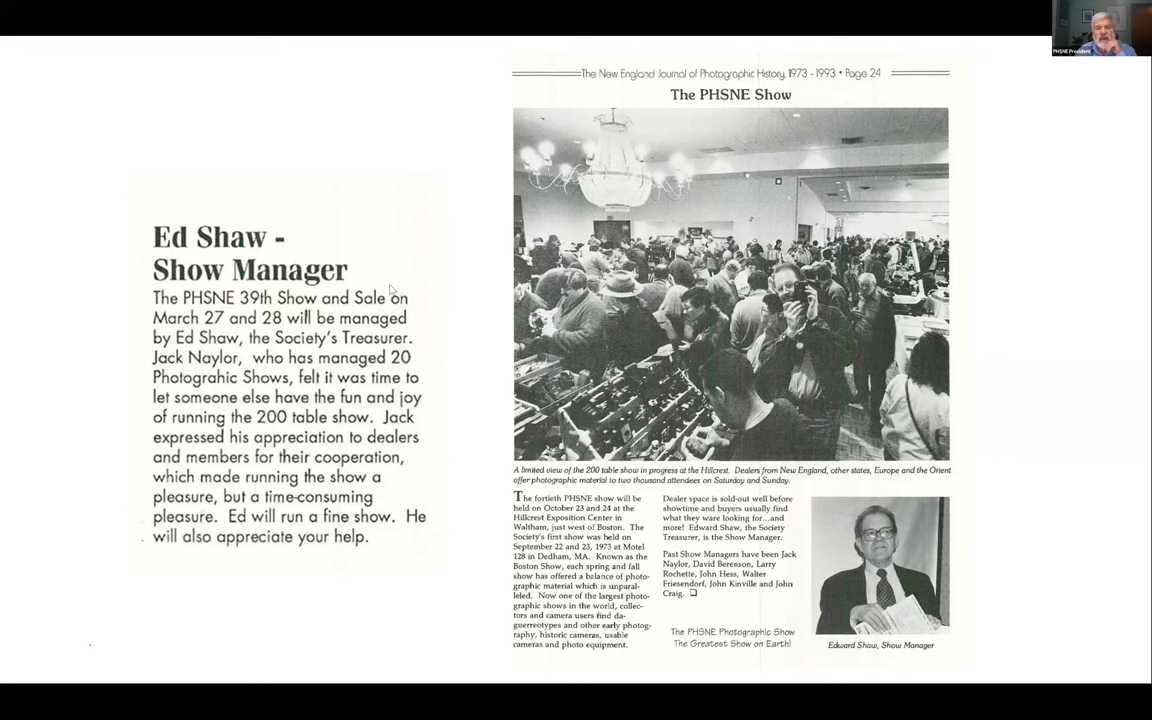 PHSNE President
Ed Shaw -
Show Manager
The PHSNE 39th Show and Sale on
March 27 and 28 will be managed
by Ed Shaw, the Society's Treasurer.
Jack Naylor, who has managed 20
Photograhic Shows, felt it was time to
let someone else have the fun and joy
of running the 200 table show. Jack
expressed his appreciation to dealers
and members for their cooperation,
which made running the show a
pleasure, but a time-consuming
pleasure. Ed will run a fine show. He
will also appreciate your help.
The New England Journal of Photographic History, 1973 - 1993 • Page 24
The PHSNE Show
A limited view of the 200 table show in progress at the Hillcrest. Dealers from New England, other states, Europe and the Orient
offer photographic material to two thousand attendees on Saturday and Sunday.
The fortieth PHSNE show will be
held on October 23 and 24 at the
Hillcrest Exposition Center in
Waltham, just west of Boston. The
Society's first show was held on
September 22 and 23, 1973 at Motel
128 in Dedham, MA. Known as the
Boston Show, each spring and fall
show has offered a balance of photo-
graphic material which is unparal-
leled. Now one of the largest photo-
graphic shows in the world, collec-
tors and camera users find da-
guerreotypes and other early photog-
raphy, historic cameras, usable
cameras and photo equipment.
Dealer space is sold-out well before
showtime and buyers usually find
what they ware looking for...and
more! Edward Shaw, the Society
Treasurer, is the Show Manager.
Past Show Managers have been Jack
Naylor, David Berenson, Larry
Rochette, John Hess, Walter
Friesendorf, John Kinville and John
Craig. ❑
The PHSNE Photographic Show
The Greatest Show on Earth!
Edward Shaw, Show Manager